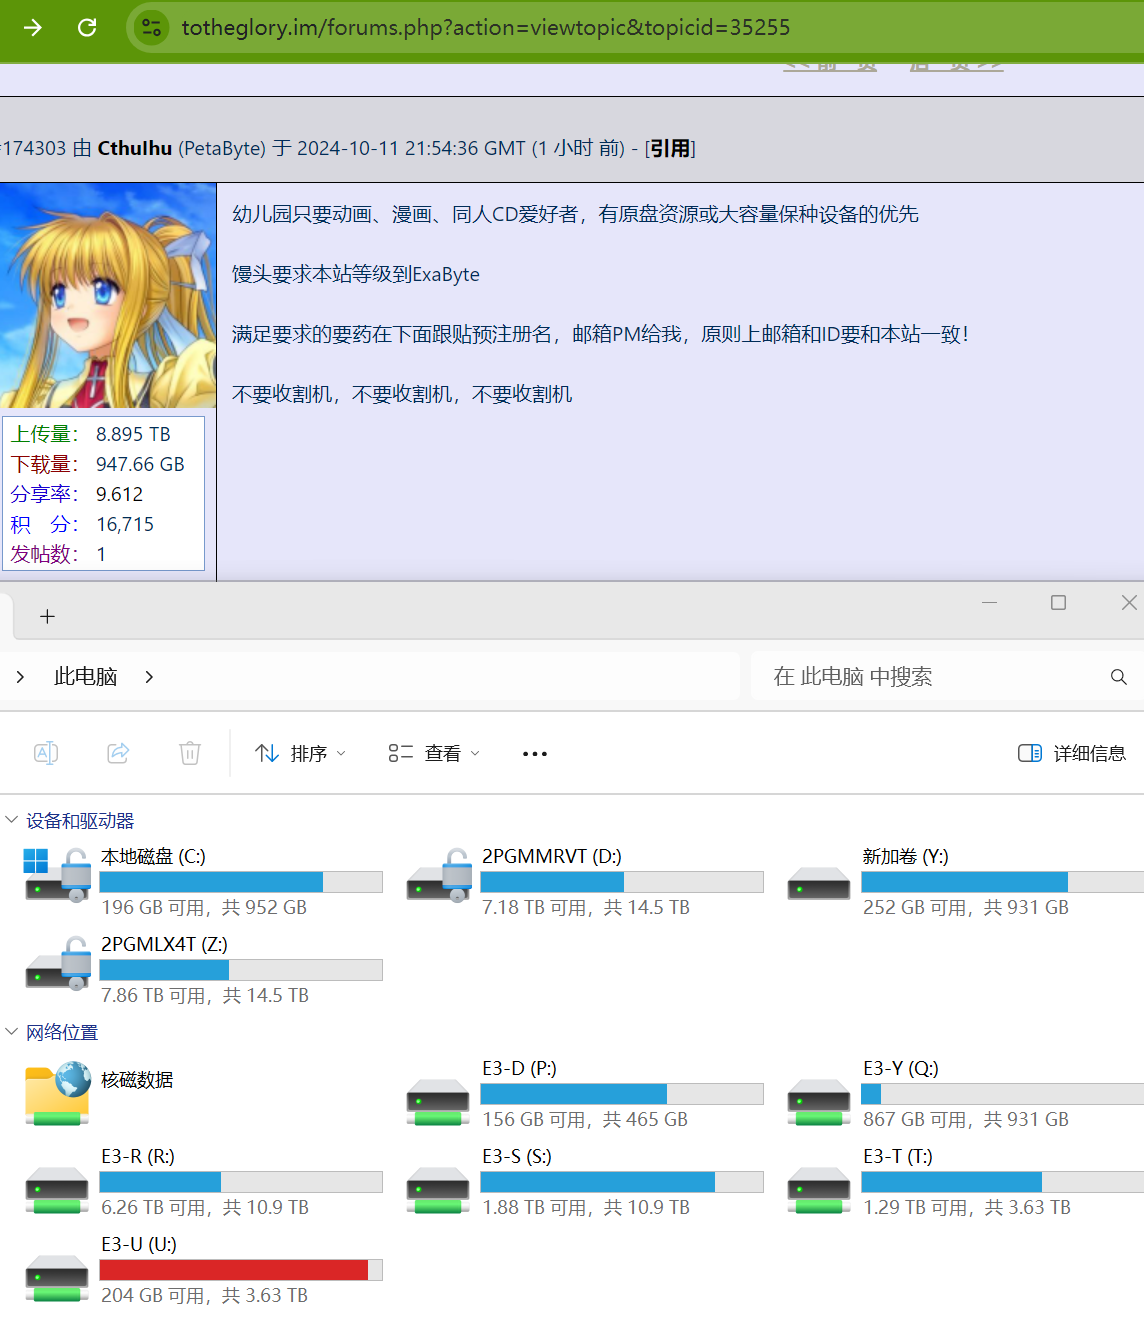 totheglory.im/forums.php?action=viewtopic&topicid=35255
<<前 页 后 页>>
174303 由 Cthulhu (PetaByte) 于 2024-10-11 21:54:36 GMT (1 小时 前) - [引用]
幼儿园只要动画、漫画、同人CD爱好者，有原盘资源或大容量保种设备的优先
馒头要求本站等级到ExaByte
满足要求的要药在下面跟贴预注册名，邮箱PM给我，原则上邮箱和ID要和本站一致！
不要收割机，不要收割机，不要收割机
上传量： 8.895 TB
下载量： 947.66 GB
分享率： 9.612
积 分： 16,715
发帖数： 1
此电脑
在 此电脑 中搜索
排序
查看
详细信息
设备和驱动器
本地磁盘 (C:)
196 GB 可用，共 952 GB
2PGMMRVT (D:)
7.18 TB 可用，共 14.5 TB
新加卷 (Y:)
252 GB 可用，共 931 GB
2PGMLX4T (Z:)
7.86 TB 可用，共 14.5 TB
网络位置
核磁数据
E3-D (P:)
156 GB 可用，共 465 GB
E3-Y (Q:)
867 GB 可用，共 931 GB
E3-R (R:)
6.26 TB 可用，共 10.9 TB
E3-S (S:)
1.88 TB 可用，共 10.9 TB
E3-T (T:)
1.29 TB 可用，共 3.63 TB
E3-U (U:)
204 GB 可用，共 3.63 TB